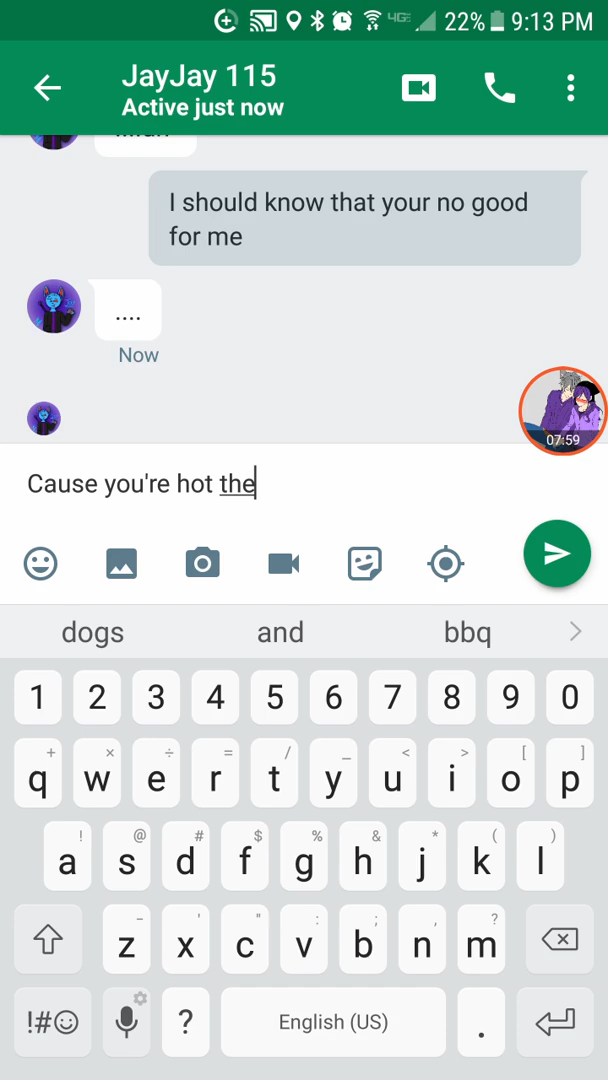 4G LTE 22% 9:13 PM
JayJay 115
Active just now
I should know that your no good
for me
....
Now
07:59
Cause you're hot the
dogs and bbq
1 2 3 4 5 6 7 8 9 0
+ × ÷ = / _ < > [ ]
q w e r t y u i o p
! @ # $ % & * ( )
a s d f g h j k l
- ' " : ; , ?
z x c v b n m
!#☺ ? English (US) .